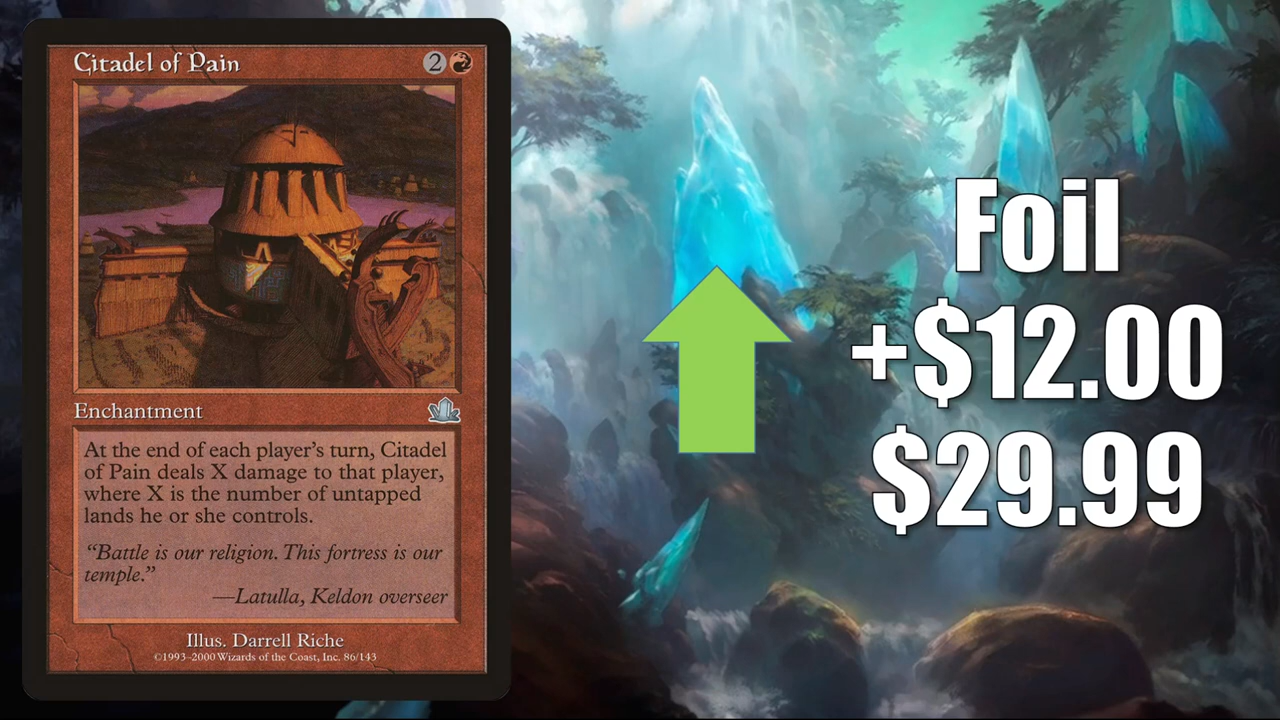 Citadel of Pain
2
Enchantment
At the end of each player's turn, Citadel
of Pain deals X damage to that player,
where X is the number of untapped
lands he or she controls.
“Battle is our religion. This fortress is our
temple.”
—Latulla, Keldon overseer
Illus. Darrell Riche
©1993–2000 Wizards of the Coast, Inc. 86/143
Foil
+$12.00
$29.99